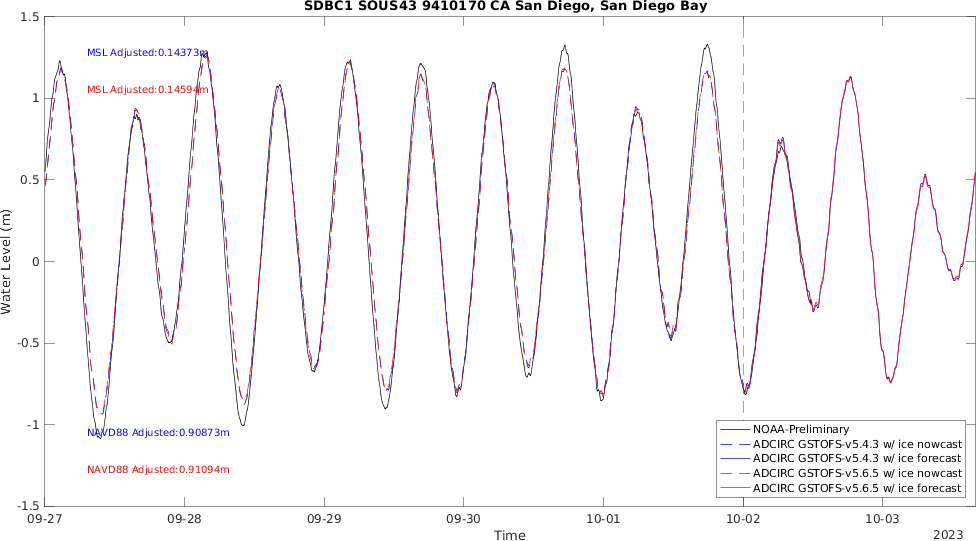 SDBC1 SOUS43 9410170 CA San Diego, San Diego Bay
1.5
MSL Adjusted:0.14373m
MSL Adjusted:0.14594m
1
0.5
Water Level (m)
0
-0.5
-1
NAVD88 Adjusted:0.90873m
NAVD88 Adjusted:0.91094m
-1.5
NOAA-Preliminary
ADCIRC GSTOFS-v5.4.3 w/ ice nowcast
ADCIRC GSTOFS-v5.4.3 w/ ice forecast
ADCIRC GSTOFS-v5.6.5 w/ ice nowcast
ADCIRC GSTOFS-v5.6.5 w/ ice forecast
09-27 09-28 09-29 09-30 10-01 10-02 10-03
Time
2023